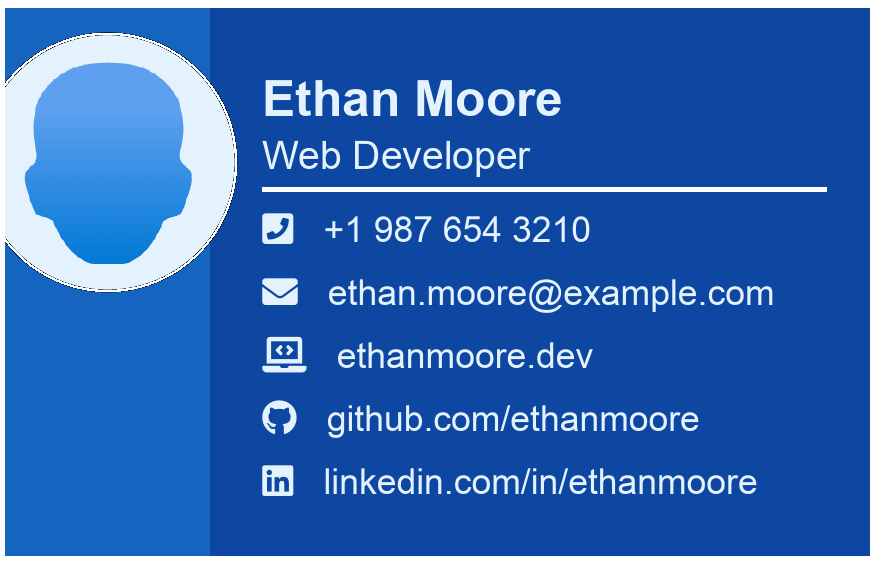 Ethan Moore
Web Developer
+1 987 654 3210
ethan.moore@example.com
ethanmoore.dev
github.com/ethanmoore
linkedin.com/in/ethanmoore